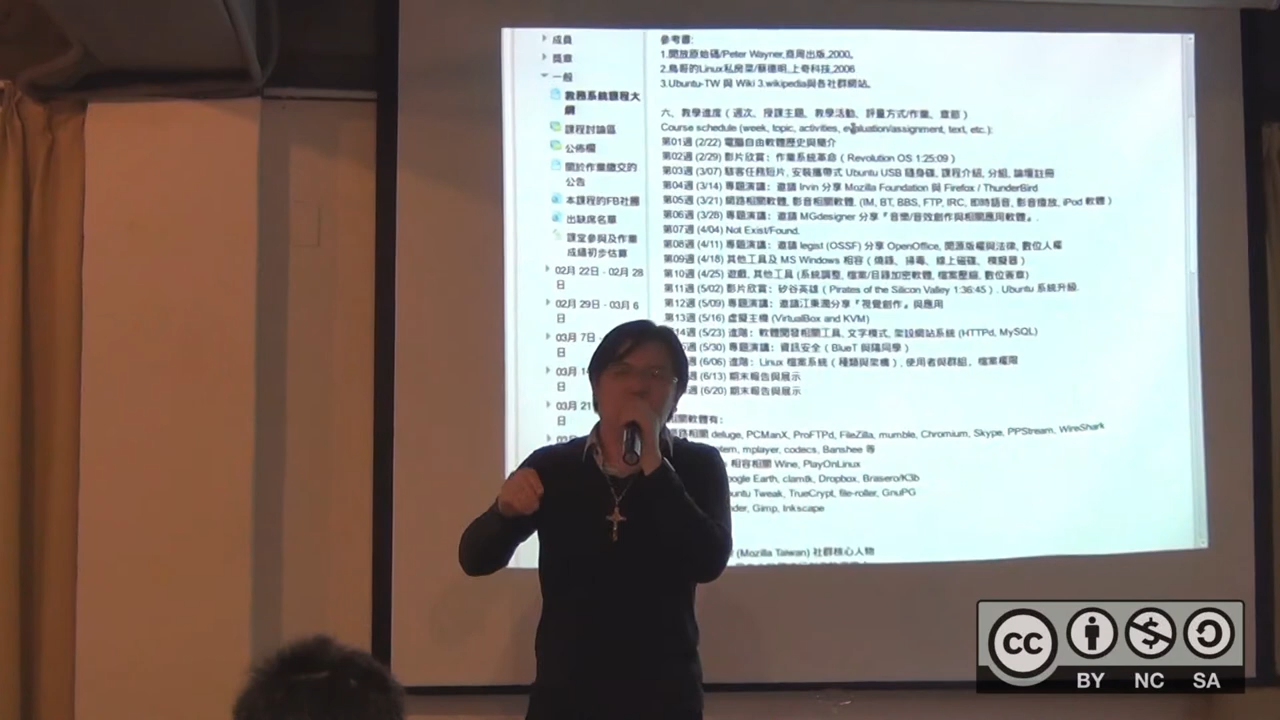 成員
獎章
一般
教務系統課程大綱
課程討論區
公佈欄
關於作業繳交的公告
本課程的FB社團
出缺席名單
課堂參與及作業成績初步估算
02月 22日 - 02月 28日
02月 29日 - 03月 6日
03月 7日 -
日
03月 1
日
03月 21
日
參考書:
1.開放原始碼/Peter Wayner,商周出版,2000。
2.鳥哥的Linux私房菜/蔡德明,上奇科技,2006
3.Ubuntu-TW 與 Wiki 3.wikipedia與各社群網站。
六、教學進度（週次、授課主題、教學活動、評量方式/作業、章節）
Course schedule (week, topic, activities, evaluation/assignment, text, etc.):
第01週 (2/22) 電腦自由軟體歷史與簡介
第02週 (2/29) 影片欣賞：作業系統革命（Revolution OS 1:25:09）
第03週 (3/07) 駭客任務短片, 安裝攜帶式 Ubuntu USB 隨身碟, 課程介紹, 分組, 論壇註冊
第04週 (3/14) 專題演講：邀請 Irvin 分享 Mozilla Foundation 與 Firefox / ThunderBird
第05週 (3/21) 網路相關軟體, 影音相關軟體, (IM, BT, BBS, FTP, IRC, 即時語音, 影音播放, iPod 軟體）
第06週 (3/28) 專題演講：邀請 MGdesigner 分享『音樂/音效創作與相關應用軟體』.
第07週 (4/04) Not Exist/Found.
第08週 (4/11) 專題演講：邀請 legist (OSSF) 分享 OpenOffice, 開源版權與法律, 數位人權
第09週 (4/18) 其他工具及 MS Windows 相容（燒錄、掃毒、線上磁碟、模擬器）
第10週 (4/25) 遊戲, 其他工具 (系統調整, 檔案/目錄加密軟體, 檔案壓縮, 數位簽章)
第11週 (5/02) 影片欣賞：矽谷英雄（Pirates of the Silicon Valley 1:36:45）. Ubuntu 系統升級.
第12週 (5/09) 專題演講：邀請江秉潤分享『視覺創作』與應用
第13週 (5/16) 虛擬主機 (VirtualBox and KVM)
14週 (5/23) 進階：軟體開發相關工具, 文字模式, 架設網站系統 (HTTPd, MySQL)
週 (5/30) 專題演講：資訊安全（BlueT 與陽同學）
週 (6/06) 進階：Linux 檔案系統（種類與架構）, 使用者與群組，檔案權限
週 (6/13) 期末報告與展示
週 (6/20) 期末報告與展示
相關軟體有：
網路相關 deluge, PCManX, ProFTPd, FileZilla, mumble, Chromium, Skype, PPStream, WireShark
tem, mplayer, codecs, Banshee 等
相容相關 Wine, PlayOnLinux
ogle Earth, clamtk, Dropbox, Brasero/K3b
untu Tweak, TrueCrypt, file-roller, GnuPG
der, Gimp, Inkscape
(Mozilla Taiwan) 社群核心人物
cc
BY NC SA